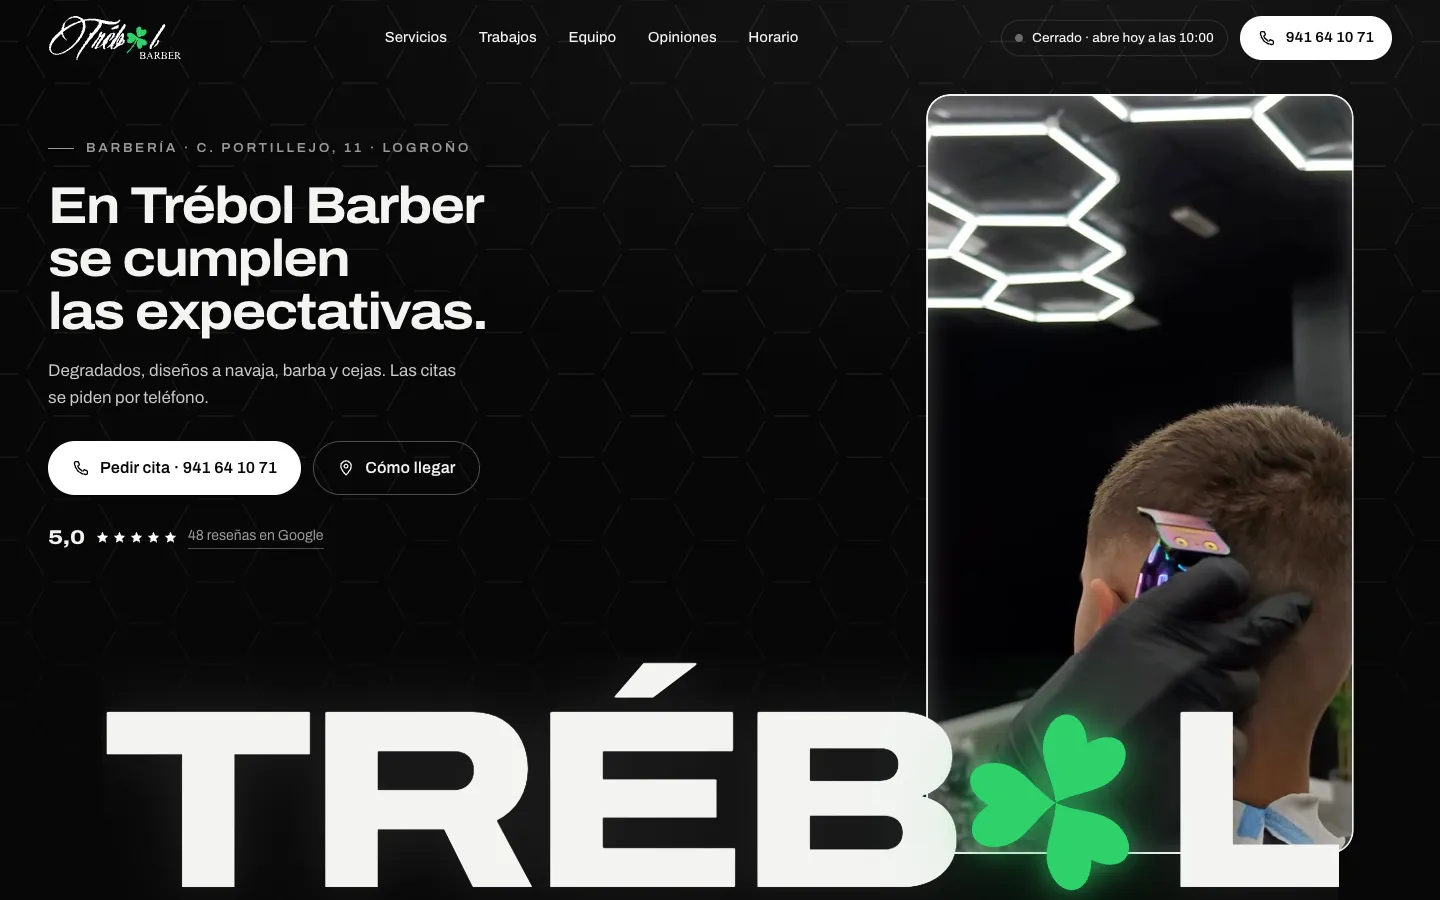 Tréb l
BARBER
Servicios
Trabajos
Equipo
Opiniones
Horario
Cerrado · abre hoy a las 10:00
941 64 10 71
BARBERÍA · C. PORTILLEJO, 11 · LOGROÑO
En Trébol Barber
se cumplen
las expectativas.
Degradados, diseños a navaja, barba y cejas. Las citas
se piden por teléfono.
Pedir cita · 941 64 10 71
Cómo llegar
5,0 ★★★★★ 48 reseñas en Google
TRÉB L